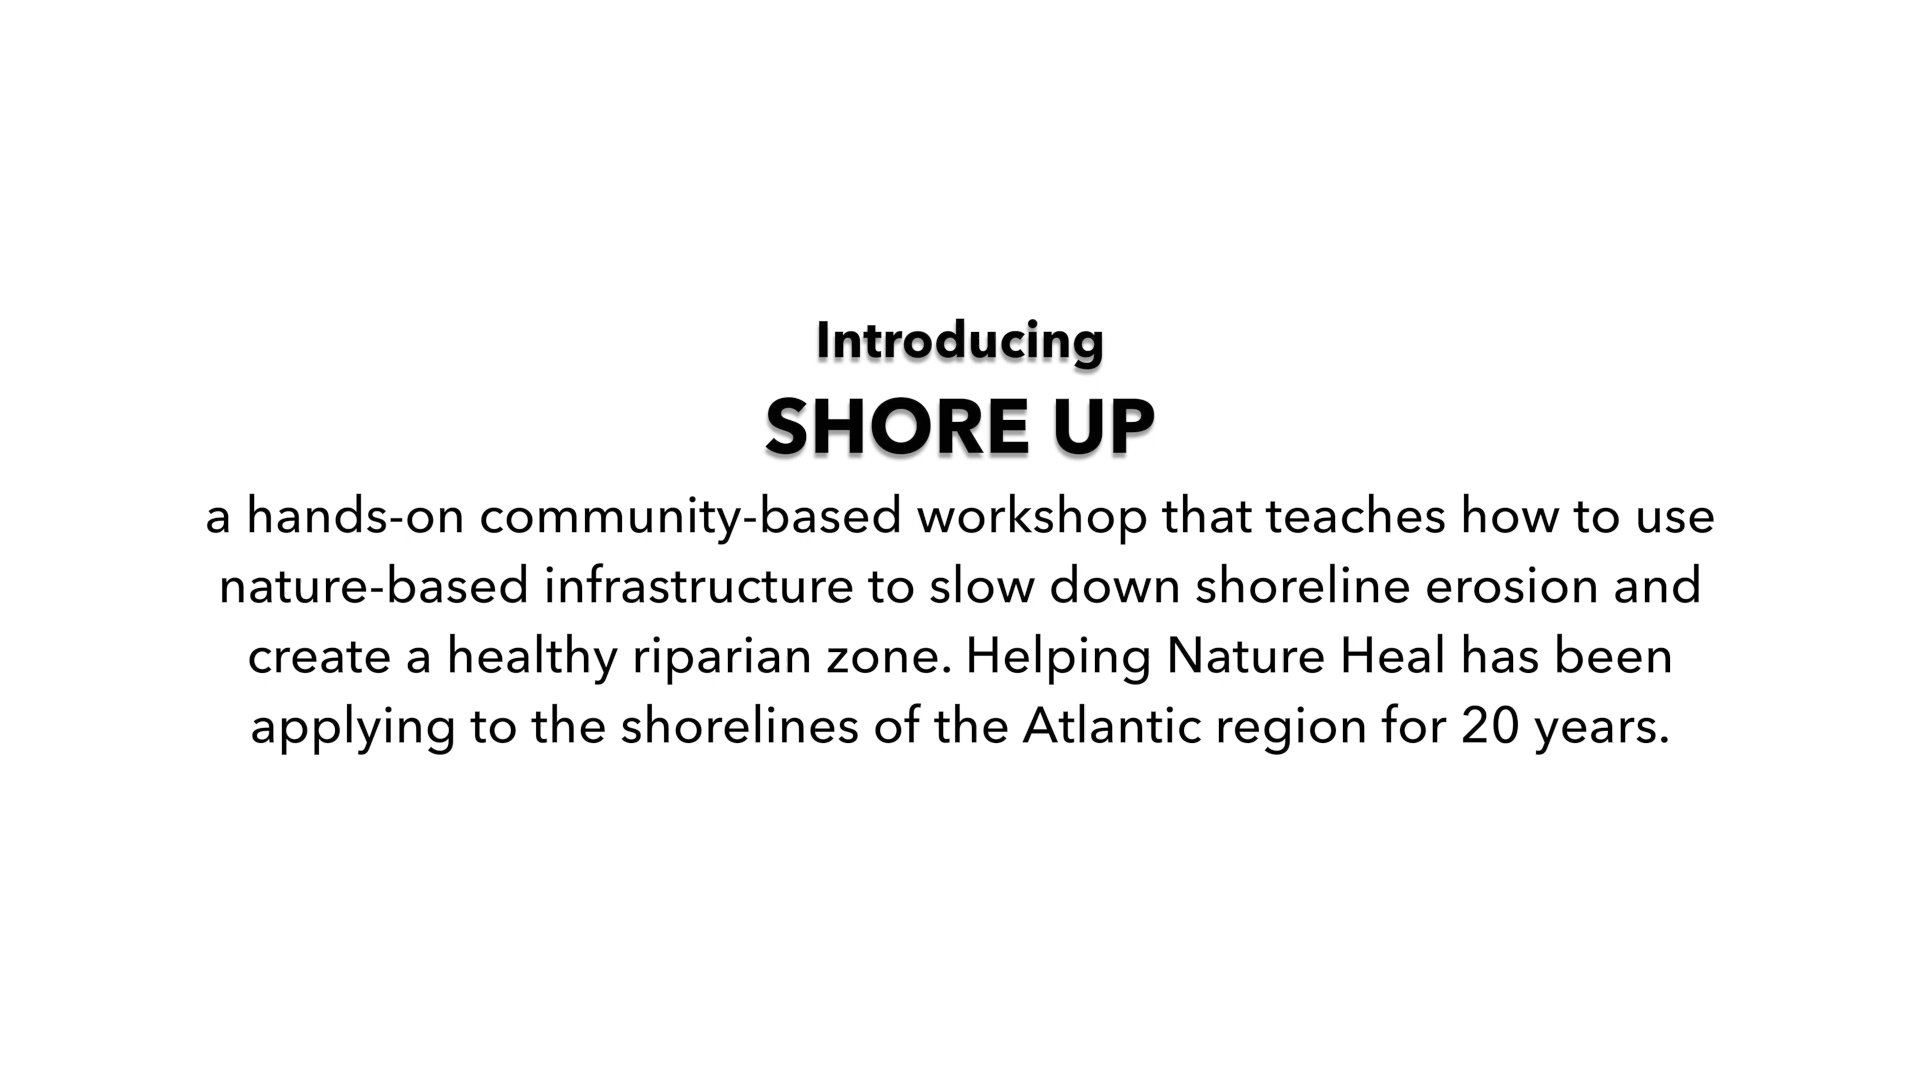 Introducing
SHORE UP
a hands-on community-based workshop that teaches how to use
nature-based infrastructure to slow down shoreline erosion and
create a healthy riparian zone. Helping Nature Heal has been
applying to the shorelines of the Atlantic region for 20 years.